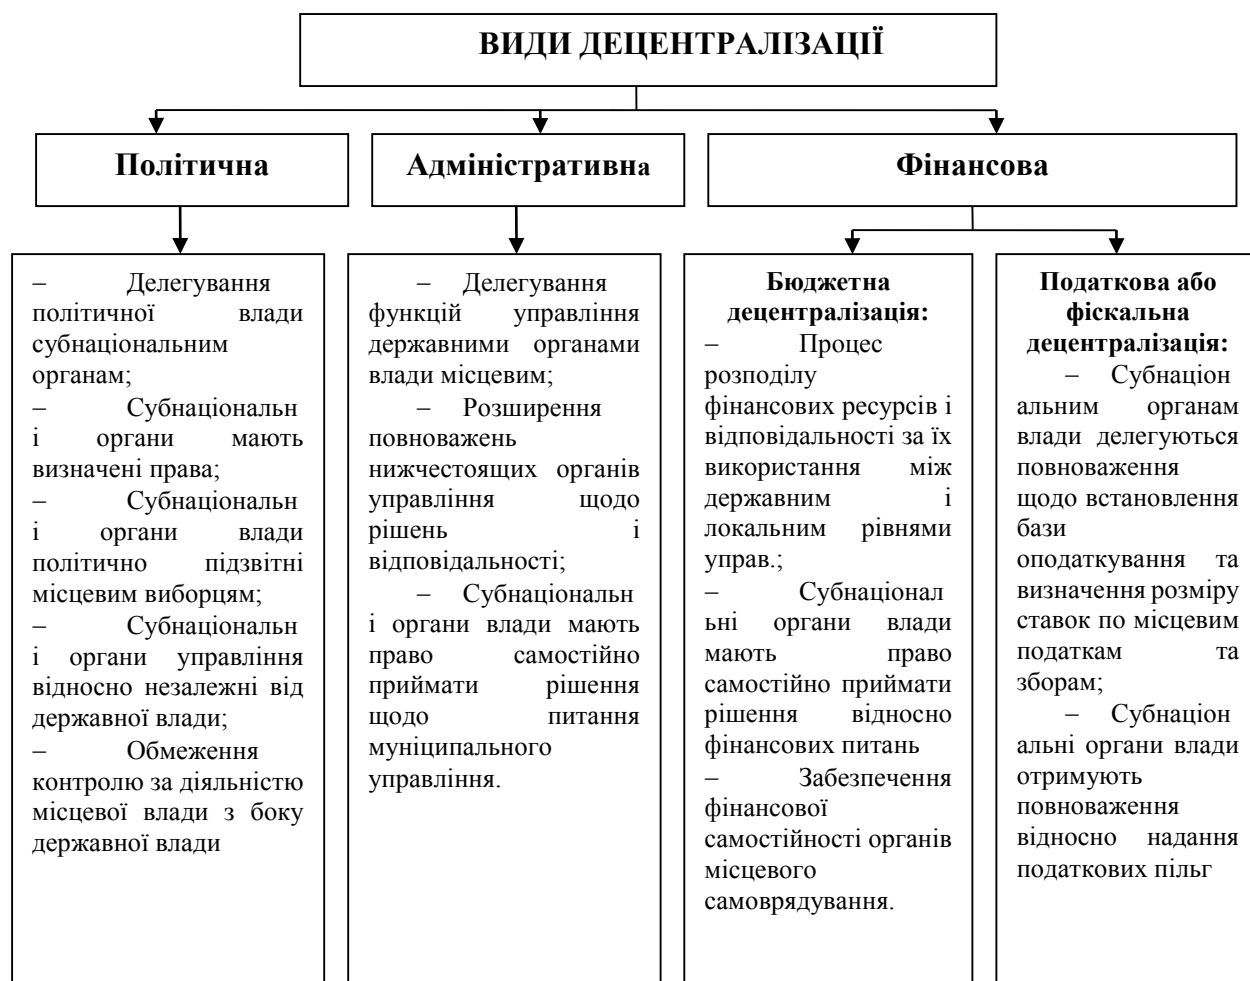 ВИДИ ДЕЦЕНТРАЛІЗАЦІЇ
Політична
Адміністративна
Фінансова
– Делегування
політичної влади
субнаціональним
органам;
– Субнаціональн
і органи мають
визначені права;
– Субнаціональн
і органи влади
політично підзвітні
місцевим виборцям;
– Субнаціональн
і органи управління
відносно незалежні від
державної влади;
– Обмеження
контролю за діяльністю
місцевої влади з боку
державної влади
– Делегування
функцій управління
державними органами
влади місцевим;
– Розширення
повноважень
нижчестоящих органів
управління щодо
рішень і
відповідальності;
– Субнаціональн
і органи влади мають
право самостійно
приймати рішення
щодо питання
муніципального
управління.
Бюджетна
децентралізація:
– Процес
розподілу
фінансових ресурсів і
відповідальності за їх
використання між
державним і
локальним рівнями
управ.;
– Субнаціонал
ьні органи влади
мають право
самостійно приймати
рішення відносно
фінансових питань
– Забезпечення
фінансової
самостійності органів
місцевого
самоврядування.
Податкова або
фіскальна
децентралізація:
– Субнаціон
альним органам
влади делегуються
повноваження
щодо встановлення
бази
оподаткування та
визначення розміру
ставок по місцевим
податкам та
зборам;
– Субнаціон
альні органи влади
отримують
повноваження
відносно надання
податкових пільг